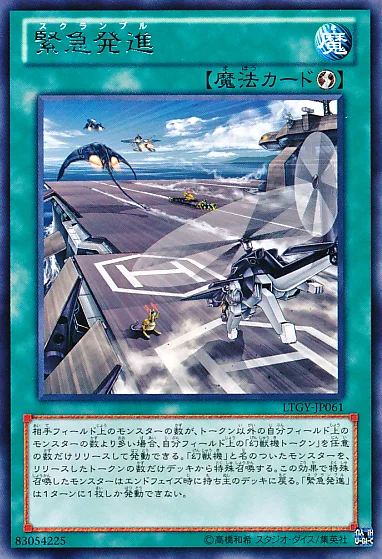 スクランブル
緊急発進
魔
【魔法カード】
LTGY-JP061
相手フィールド上のモンスターの数が、トークン以外の自分フィールド上の
モンスターの数より多い場合、自分フィールド上の「幻獣機トークン」を任意
の数だけリリースして発動できる。「幻獣機」と名のついたモンスターを、
リリースしたトークンの数だけデッキから特殊召喚する。この効果で特殊
召喚したモンスターはエンドフェイズ時に持ち主のデッキに戻る。「緊急発進」
は1ターンに1枚しか発動できない。
83054225
©高橋和希 スタジオ・ダイス/集英社